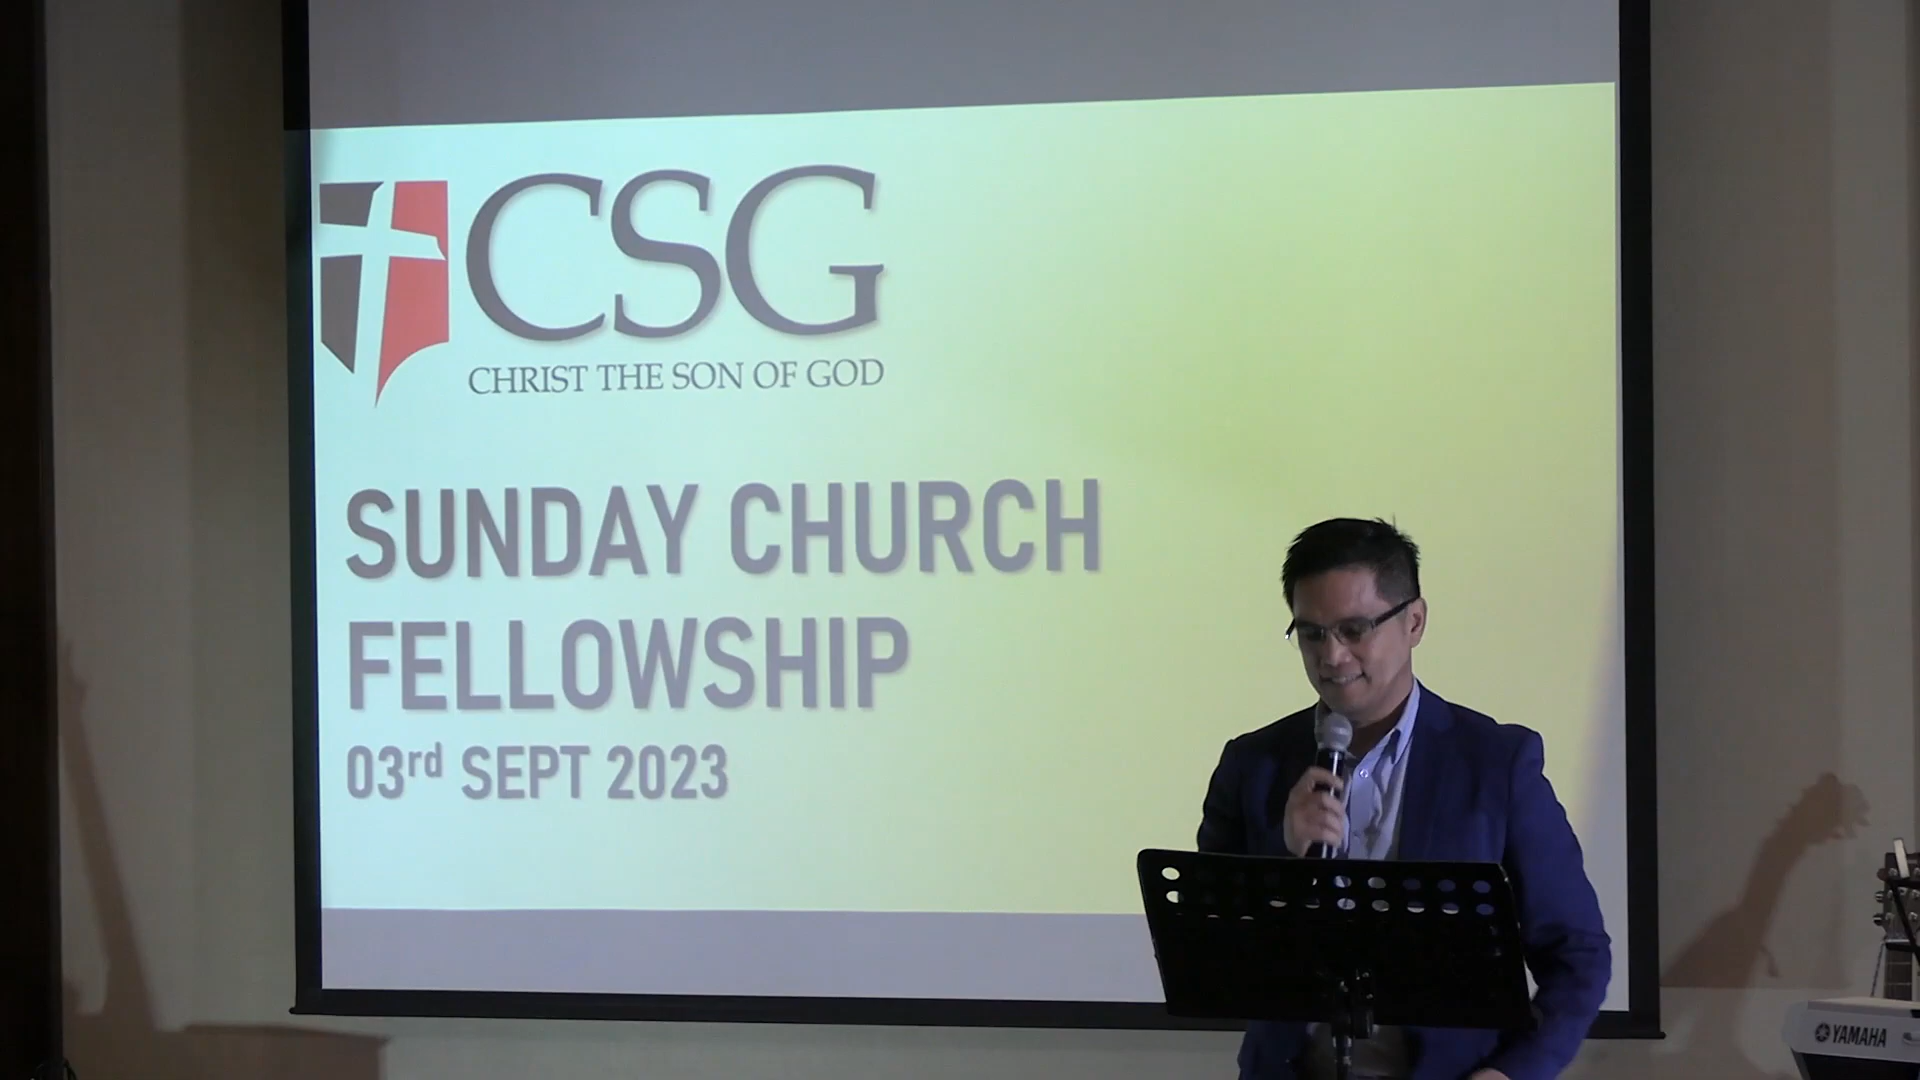 CSG
CHRIST THE SON OF GOD
SUNDAY CHURCH
FELLOWSHIP
03rd SEPT 2023
YAMAHA